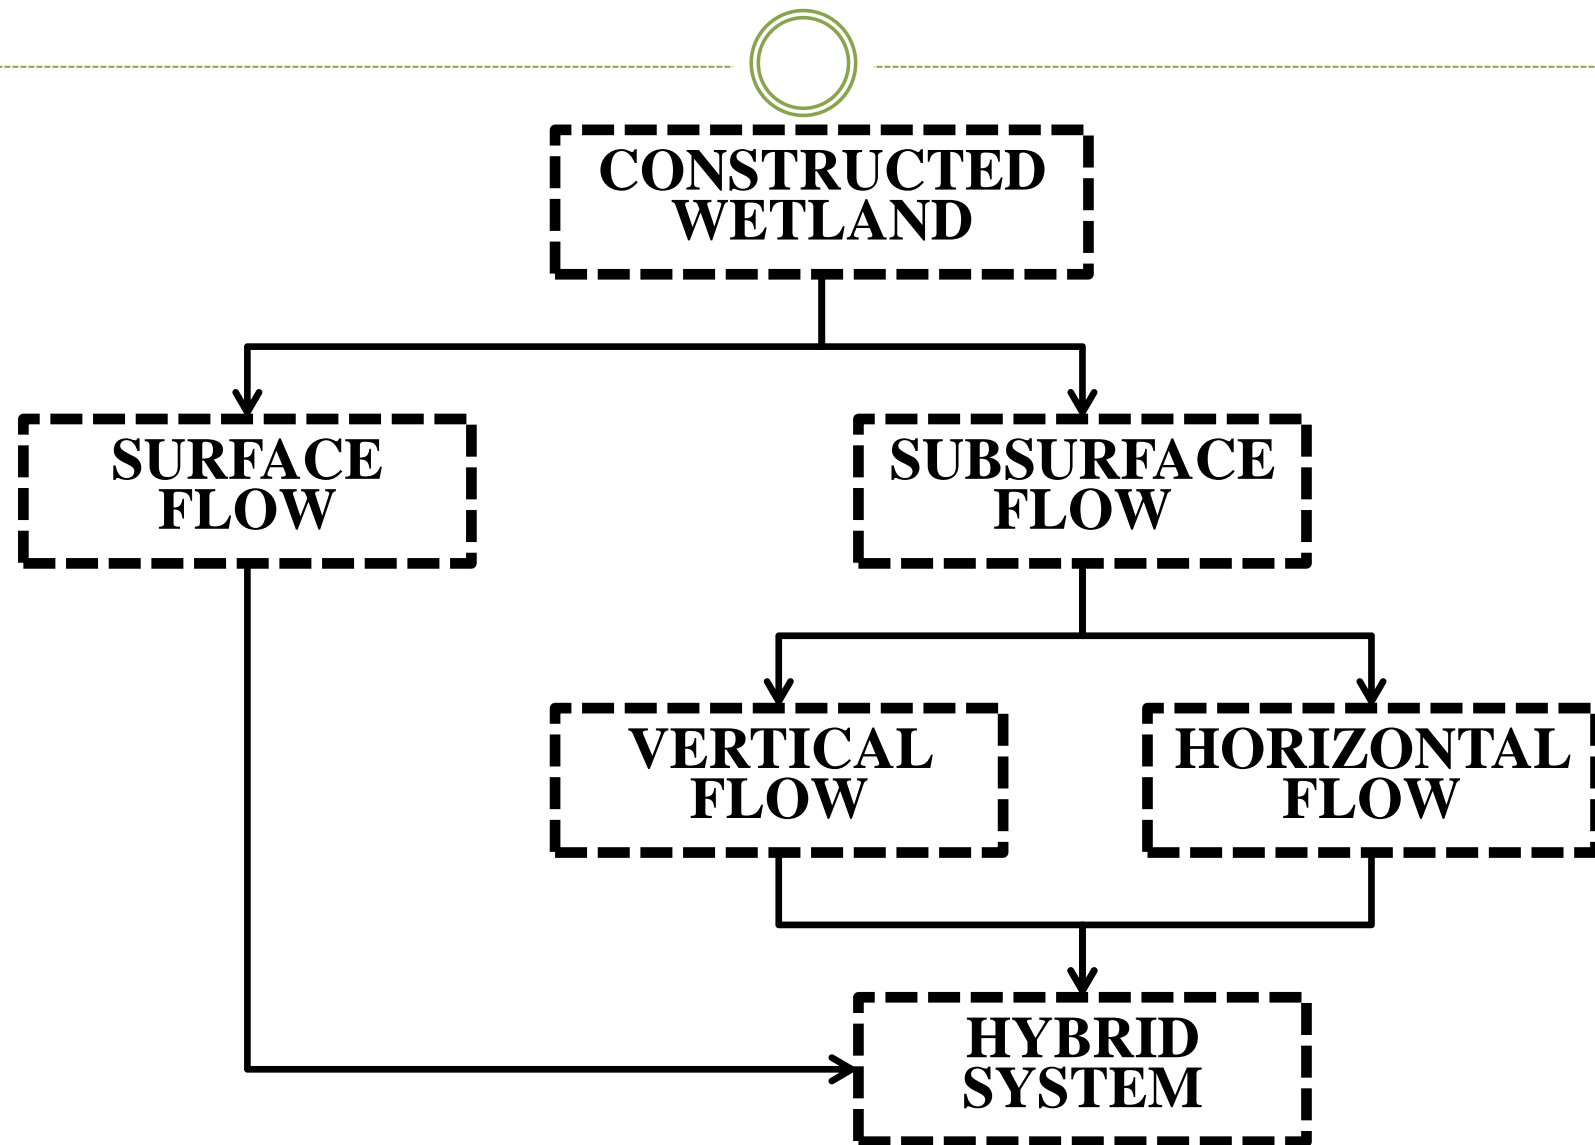 CONSTRUCTED
WETLAND
SURFACE
FLOW
SUBSURFACE
FLOW
VERTICAL
FLOW
HORIZONTAL
FLOW
HYBRID
SYSTEM